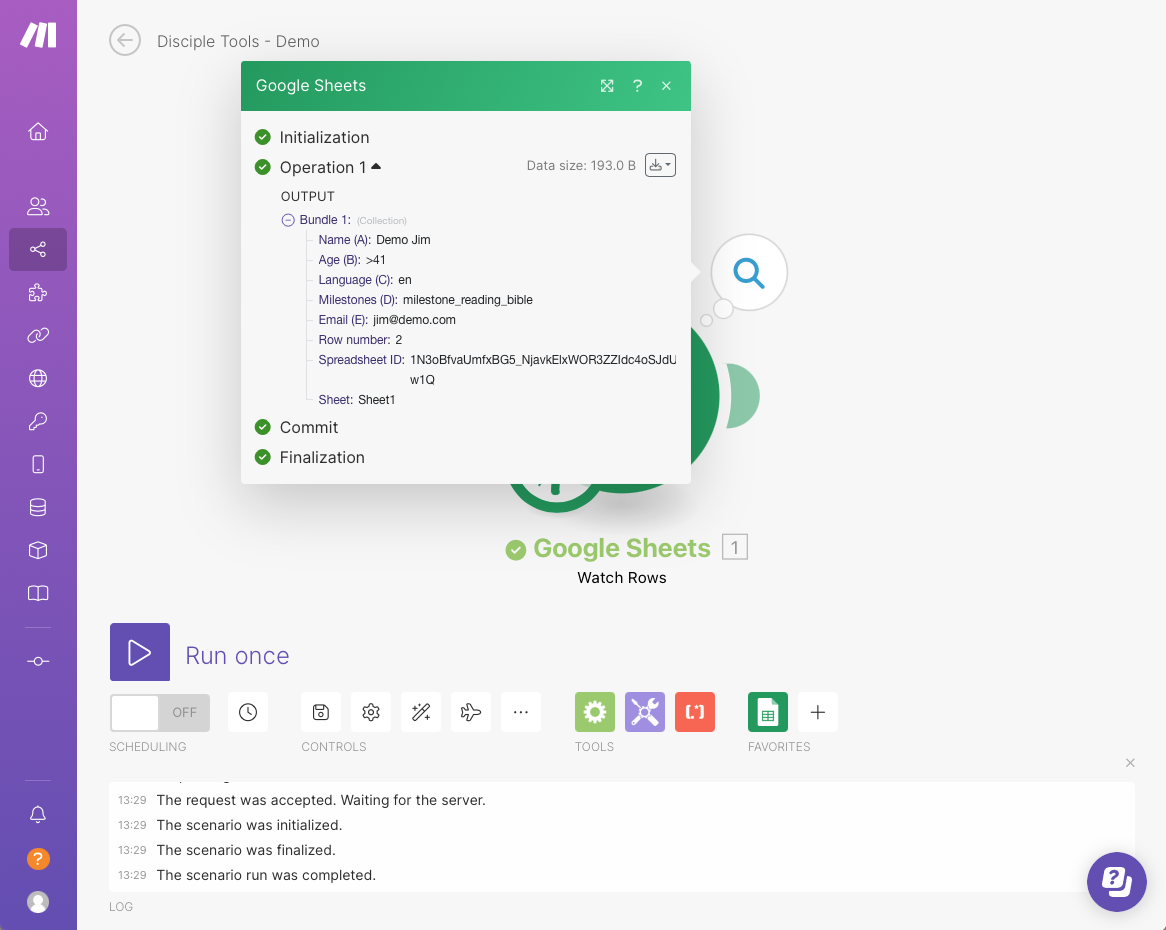 Disciple Tools - Demo
Google Sheets
?
Initialization
Operation 1
Data size: 193.0 B
OUTPUT
Bundle 1: (Collection)
Name (A): Demo Jim
Age (B): >41
Language (C): en
Milestones (D): milestone_reading_bible
Email (E): jim@demo.com
Row number: 2
Spreadsheet ID: 1N3oBfvaUmfxBG5_NjavkElxWOR3ZZIdc4oSJdU
w1Q
Sheet: Sheet1
Commit
Finalization
Google Sheets 1
Watch Rows
Run once
OFF
SCHEDULING
CONTROLS
TOOLS
FAVORITES
13:29 The request was accepted. Waiting for the server.
13:29 The scenario was initialized.
13:29 The scenario was finalized.
13:29 The scenario run was completed.
LOG
?
?